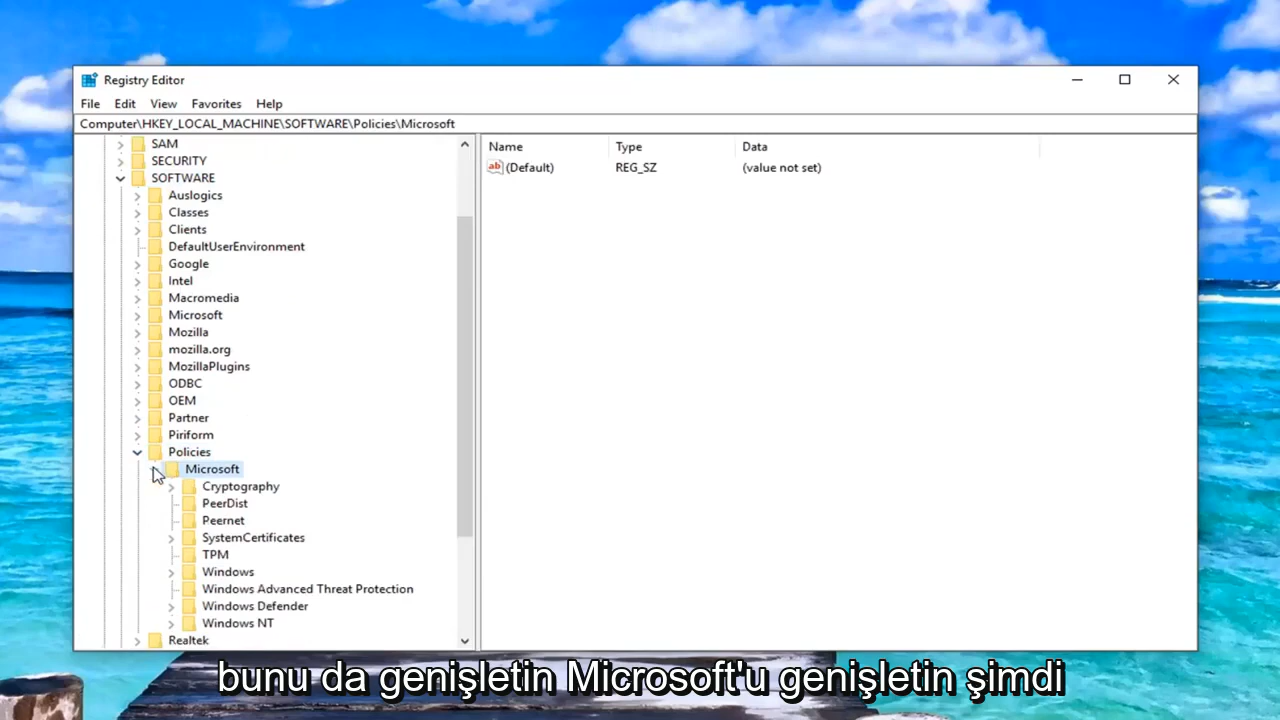 Registry Editor
File Edit View Favorites Help
Computer\HKEY_LOCAL_MACHINE\SOFTWARE\Policies\Microsoft
SAM
SECURITY
SOFTWARE
Auslogics
Classes
Clients
DefaultUserEnvironment
Google
Intel
Macromedia
Microsoft
Mozilla
mozilla.org
MozillaPlugins
ODBC
OEM
Partner
Piriform
Policies
Microsoft
Cryptography
PeerDist
Peernet
SystemCertificates
TPM
Windows
Windows Advanced Threat Protection
Windows Defender
Windows NT
Realtek
Name Type Data
ab (Default) REG_SZ (value not set)
bunu da genişletin Microsoft'u genişletin şimdi